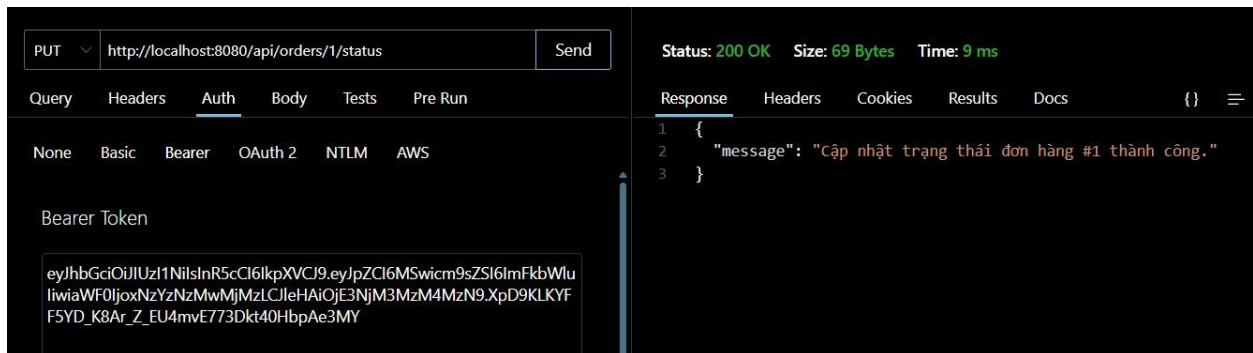 PUT http://localhost:8080/api/orders/1/status Send
Query Headers Auth Body Tests Pre Run
None Basic Bearer OAuth 2 NTLM AWS
Bearer Token
eyJhbGciOiJIUzI1NiIsInR5cCI6IkpXVCJ9.eyJpZCI6MSwicm9sZSI6ImFkbWlu
IiwiaWF0IjoxNzYzNzMwMjMzLCJleHAiOjE3NjM3MzM4MzN9.XpD9KLKYF
F5YD_K8Ar_Z_EU4mvE773Dkt40HbpAe3MY
Status: 200 OK Size: 69 Bytes Time: 9 ms
Response Headers Cookies Results Docs {}
1 {
2 "message": "Cập nhật trạng thái đơn hàng #1 thành công."
3 }